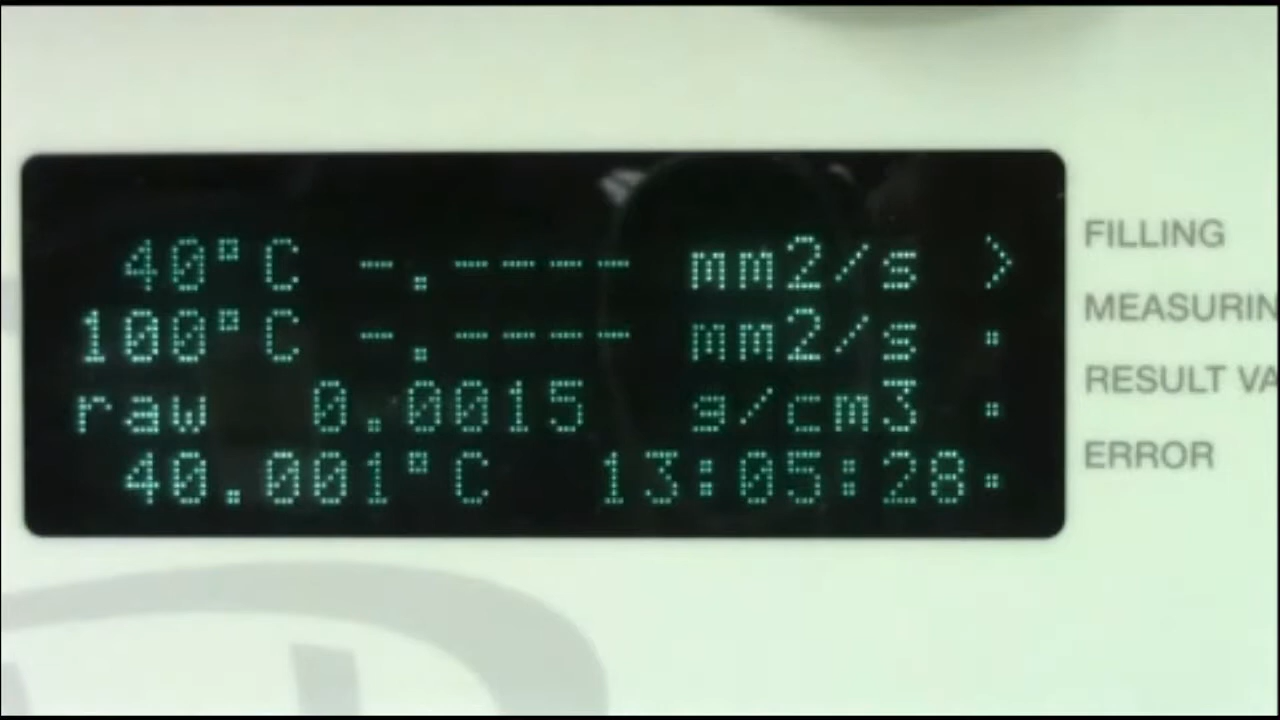 40°C -.---- mm2/s >
100°C -.---- mm2/s .
raw 0.0015 g/cm3 .
40.001°C 13:05:28.
FILLING
MEASURIN
RESULT VA
ERROR